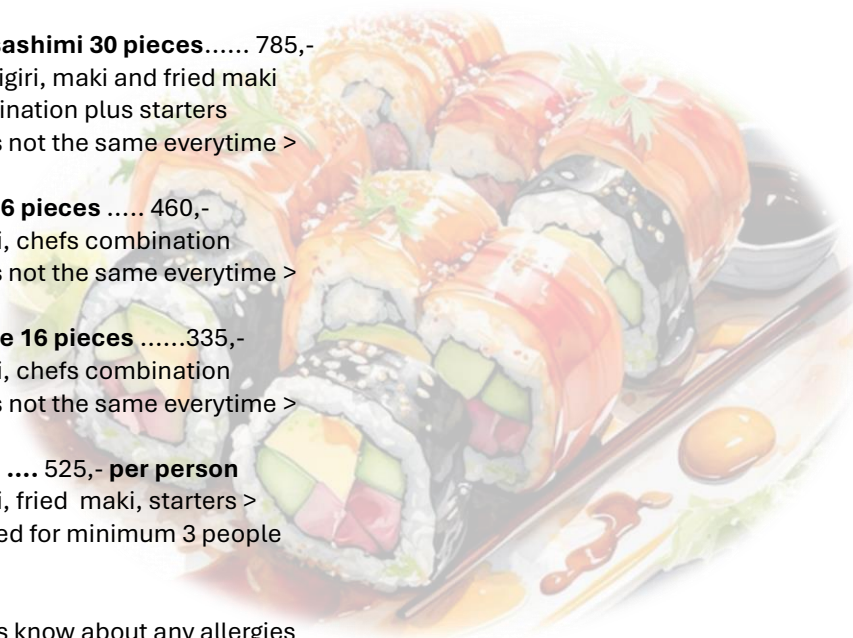 ashimi 30 pieces...... 785,-
igiri, maki and fried maki
ination plus starters
s not the same everytime >
6 pieces ..... 460,-
i, chefs combination
s not the same everytime >
e 16 pieces ......335,-
i, chefs combination
s not the same everytime >
.... 525,- per person
i, fried maki, starters >
ed for minimum 3 people
s know about any allergies